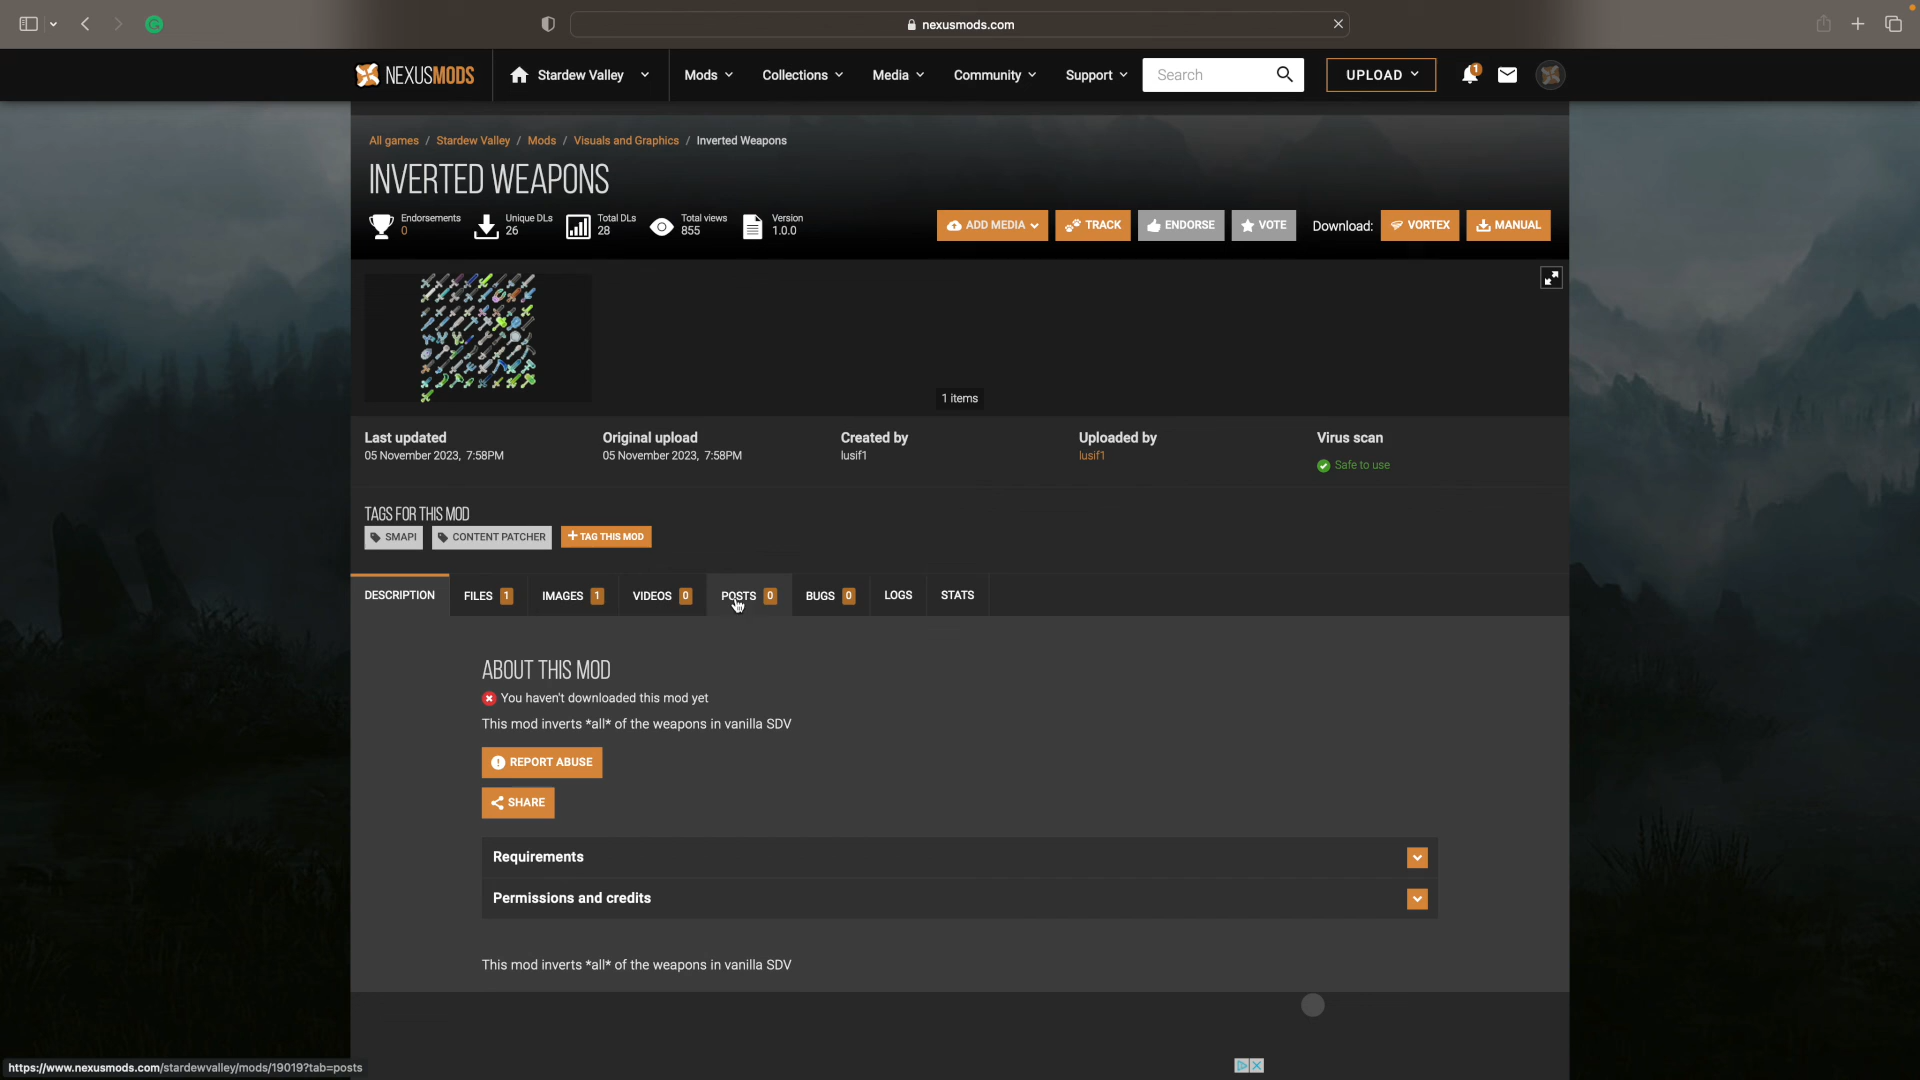 nexusmods.com
NEXUSMODS
Stardew Valley
Mods
Collections
Media
Community
Support
Search
UPLOAD
1
All games / Stardew Valley / Mods / Visuals and Graphics / Inverted Weapons
INVERTED WEAPONS
Endorsements
0
Unique DLs
26
Total DLs
28
Total views
855
Version
1.0.0
ADD MEDIA
TRACK
ENDORSE
VOTE
Download:
VORTEX
MANUAL
1 items
Last updated
05 November 2023, 7:58PM
Original upload
05 November 2023, 7:58PM
Created by
lusif1
Uploaded by
lusif1
Virus scan
Safe to use
TAGS FOR THIS MOD
SMAPI
CONTENT PATCHER
+ TAG THIS MOD
DESCRIPTION
FILES 1
IMAGES 1
VIDEOS 0
POSTS 0
BUGS 0
LOGS
STATS
ABOUT THIS MOD
You haven't downloaded this mod yet
This mod inverts *all* of the weapons in vanilla SDV
REPORT ABUSE
SHARE
Requirements
Permissions and credits
This mod inverts *all* of the weapons in vanilla SDV
https://www.nexusmods.com/stardewvalley/mods/19019?tab=posts